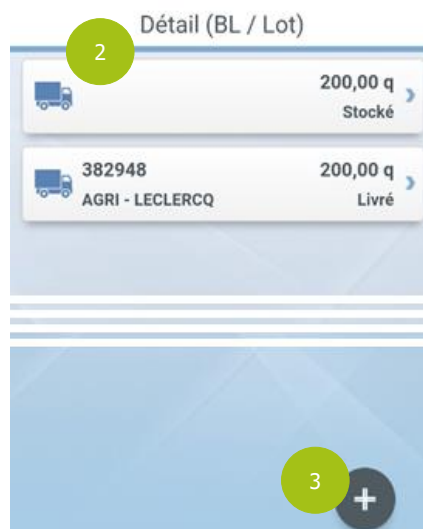 Détail (BL / Lot)
2
200,00 q
Stocké
382948
200,00 q
AGRI - LECLERCQ
Livré
3
+